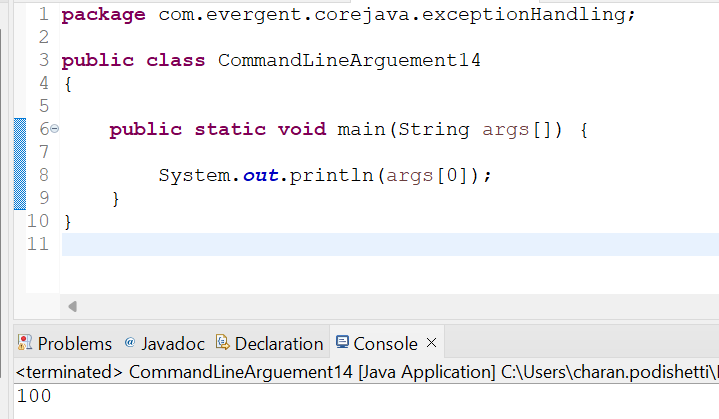 1 package com.evergent.corejava.exceptionHandling;
2
3 public class CommandLineArguement14
4 {
5
6 public static void main(String args[]) {
7
8 System.out.println(args[0]);
9 }
10 }
11
Problems @ Javadoc Declaration Console
<terminated> CommandLineArguement14 [Java Application] C:\Users\charan.podishetti\
100